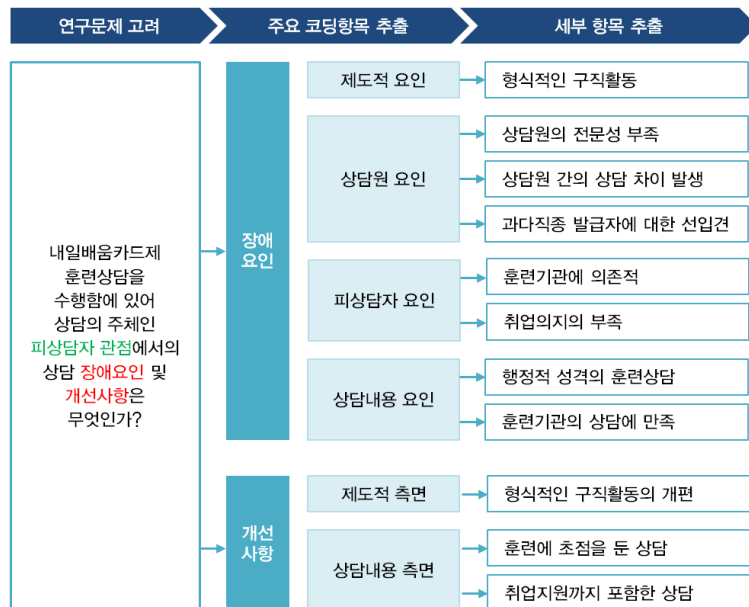 연구문제 고려
주요 코딩항목 추출
세부 항목 추출
내일배움카드제
훈련상담을
수행함에 있어
상담의 주체인
피상담자 관점에서의
상담 장애요인 및
개선사항은
무엇인가?
장애
요인
제도적 요인
형식적인 구직활동
상담원 요인
상담원의 전문성 부족
상담원 간의 상담 차이 발생
과다직종 발급자에 대한 선입견
피상담자 요인
훈련기관에 의존적
취업의지의 부족
상담내용 요인
행정적 성격의 훈련상담
훈련기관의 상담에 만족
개선
사항
제도적 측면
형식적인 구직활동의 개편
상담내용 측면
훈련에 초점을 둔 상담
취업지원까지 포함한 상담